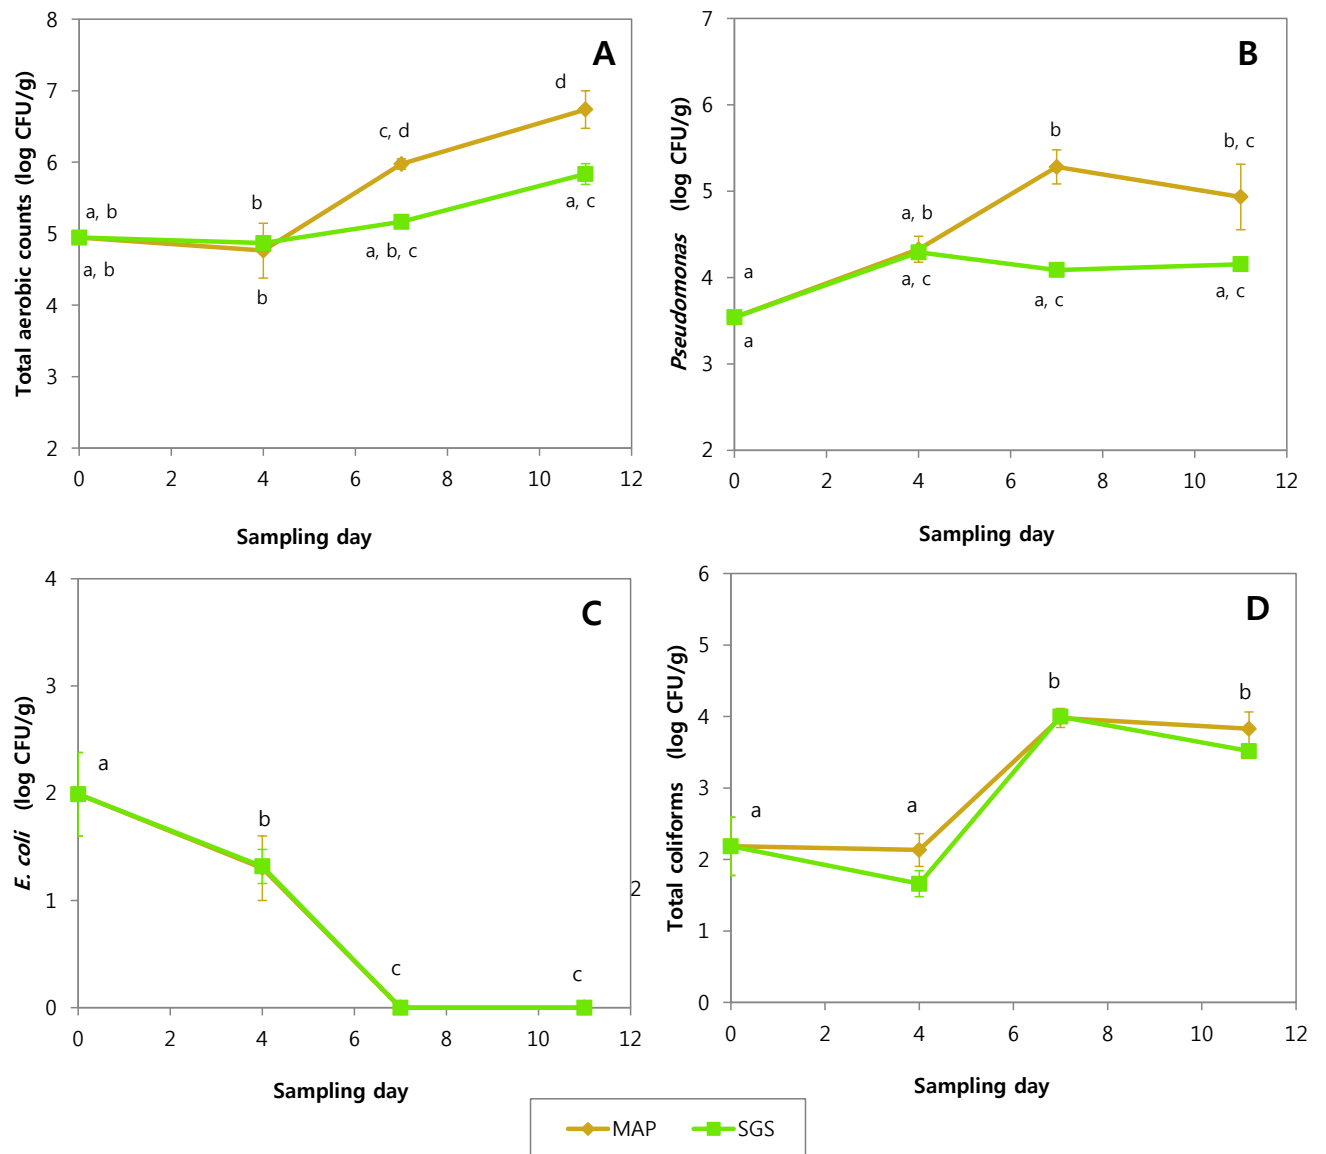 A
Total aerobic counts (log CFU/g)
8
7
6
5
4
3
2
a, b
a, b
b
b
c, d
a, b, c
d
a, c
0 2 4 6 8 10 12
Sampling day
B
Pseudomonas (log CFU/g)
7
6
5
4
3
2
a
a
a, b
a, c
b
a, c
b, c
a, c
0 2 4 6 8 10 12
Sampling day
C
E. coli (log CFU/g)
4
3
2
1
0
a
b
c
c
2
0 2 4 6 8 10 12
Sampling day
D
Total coliforms (log CFU/g)
6
5
4
3
2
1
0
a
a
b
b
0 2 4 6 8 10 12
Sampling day
MAP SGS